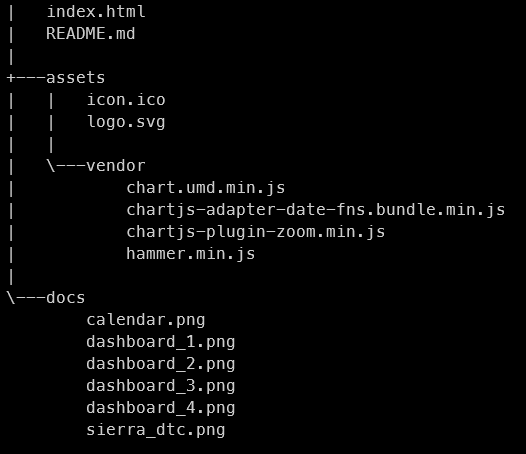 |   index.html
|   README.md
|
+---assets
|   |   icon.ico
|   |   logo.svg
|   |
|   \---vendor
|           chart.umd.min.js
|           chartjs-adapter-date-fns.bundle.min.js
|           chartjs-plugin-zoom.min.js
|           hammer.min.js
|
\---docs
        calendar.png
        dashboard_1.png
        dashboard_2.png
        dashboard_3.png
        dashboard_4.png
        sierra_dtc.png